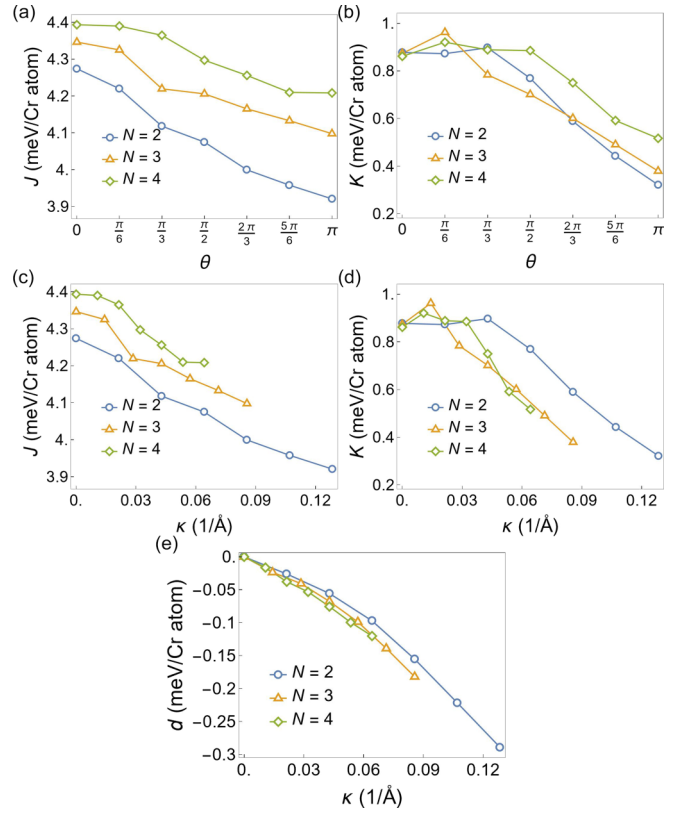 (a)
4.4
4.3
4.2
4.1
4.
3.9
J (meV/Cr atom)
N = 2
N = 3
N = 4
0 π/6 π/3 π/2 2π/3 5π/6 π
θ
(b)
1.
0.8
0.6
0.4
0.2
K (meV/Cr atom)
N = 2
N = 3
N = 4
0 π/6 π/3 π/2 2π/3 5π/6 π
θ
(c)
4.4
4.3
4.2
4.1
4.
3.9
J (meV/Cr atom)
N = 2
N = 3
N = 4
0. 0.03 0.06 0.09 0.12
κ (1/Å)
(d)
1.
0.8
0.6
0.4
0.2
K (meV/Cr atom)
N = 2
N = 3
N = 4
0. 0.03 0.06 0.09 0.12
κ (1/Å)
(e)
0.
−0.05
−0.1
−0.15
−0.2
−0.25
−0.3
d (meV/Cr atom)
N = 2
N = 3
N = 4
0. 0.03 0.06 0.09 0.12
κ (1/Å)